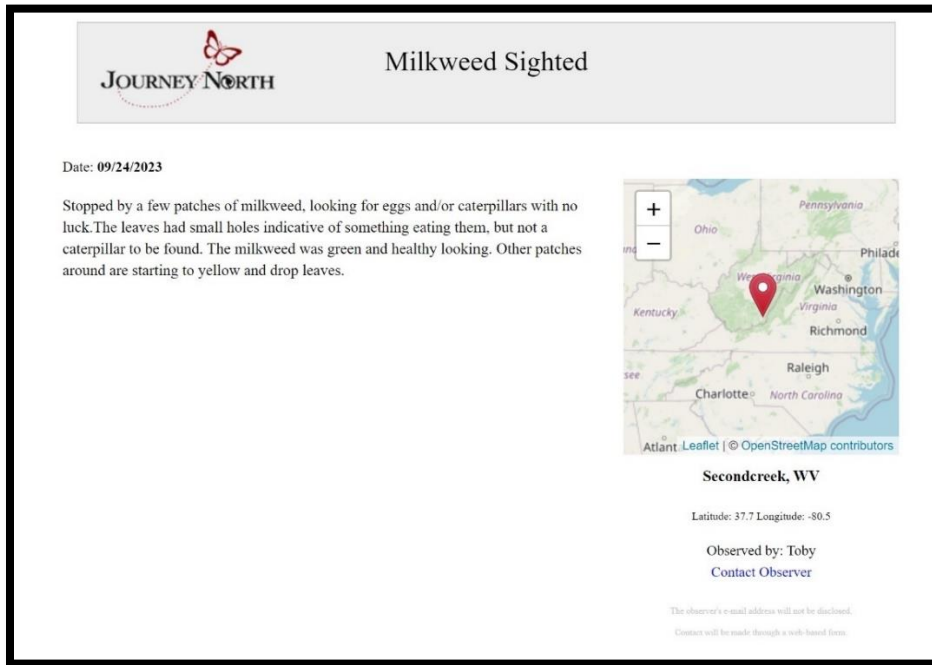 JOURNEY NORTH
Milkweed Sighted
Date: 09/24/2023
Stopped by a few patches of milkweed, looking for eggs and/or caterpillars with no
luck.The leaves had small holes indicative of something eating them, but not a
caterpillar to be found. The milkweed was green and healthy looking. Other patches
around are starting to yellow and drop leaves.
+
−
Pennsylvania
Ohio
Philade
West Virginia
Washington
Virginia
Kentucky
Richmond
Raleigh
see
Charlotte
North Carolina
Atlant
Leaflet | © OpenStreetMap contributors
Secondcreek, WV
Latitude: 37.7 Longitude: -80.5
Observed by: Toby
Contact Observer
The observer's e-mail address will not be disclosed.
Contact will be made through a web-based form.